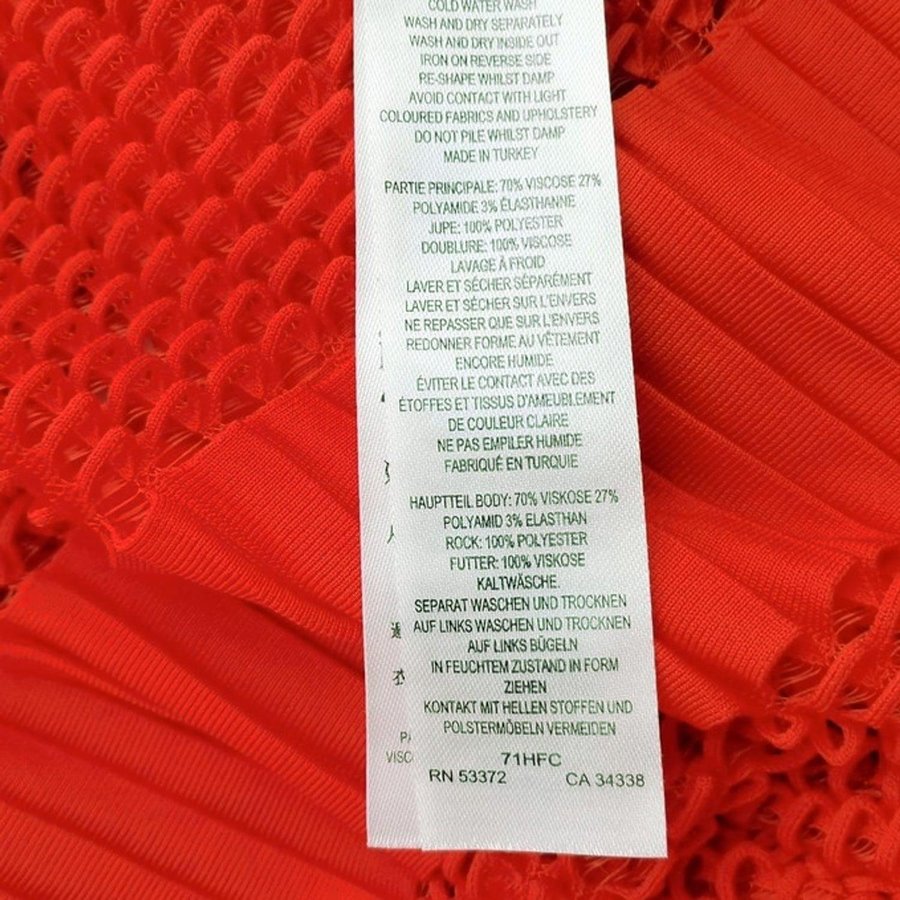 COLD WATER WASH
WASH AND DRY SEPARATELY
WASH AND DRY INSIDE OUT
IRON ON REVERSE SIDE
RE-SHAPE WHILST DAMP
AVOID CONTACT WITH LIGHT
COLOURED FABRICS AND UPHOLSTERY
DO NOT PILE WHILST DAMP
MADE IN TURKEY
PARTIE PRINCIPALE: 70% VISCOSE 27%
POLYAMIDE 3% ÉLASTHANNE
JUPE: 100% POLYESTER
DOUBLURE: 100% VISCOSE
LAVAGE À FROID
LAVER ET SÉCHER SÉPARÉMENT
LAVER ET SÉCHER SUR L'ENVERS
NE REPASSER QUE SUR L'ENVERS
REDONNER FORME AU VÊTEMENT
ENCORE HUMIDE
ÉVITER LE CONTACT AVEC DES
ÉTOFFES ET TISSUS D'AMEUBLEMENT
DE COULEUR CLAIRE
NE PAS EMPILER HUMIDE
FABRIQUÉ EN TURQUIE
HAUPTTEIL BODY: 70% VISKOSE 27%
POLYAMID 3% ELASTHAN
ROCK: 100% POLYESTER
FUTTER: 100% VISKOSE
KALTWÄSCHE.
SEPARAT WASCHEN UND TROCKNEN
AUF LINKS WASCHEN UND TROCKNEN
AUF LINKS BÜGELN
IN FEUCHTEM ZUSTAND IN FORM
ZIEHEN
KONTAKT MIT HELLEN STOFFEN UND
POLSTERMÖBELN VERMEIDEN
71HFC
RN 53372 CA 34338